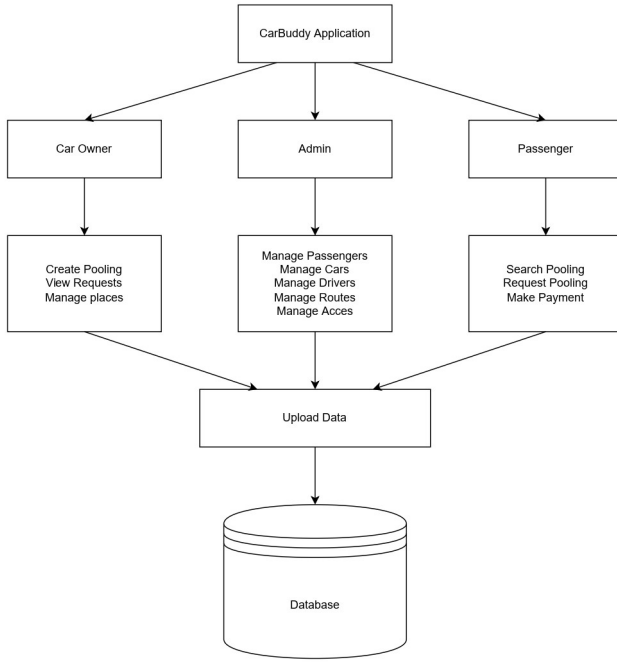 CarBuddy Application
Car Owner
Admin
Passenger
Create Pooling
View Requests
Manage places
Manage Passengers
Manage Cars
Manage Drivers
Manage Routes
Manage Acces
Search Pooling
Request Pooling
Make Payment
Upload Data
Database